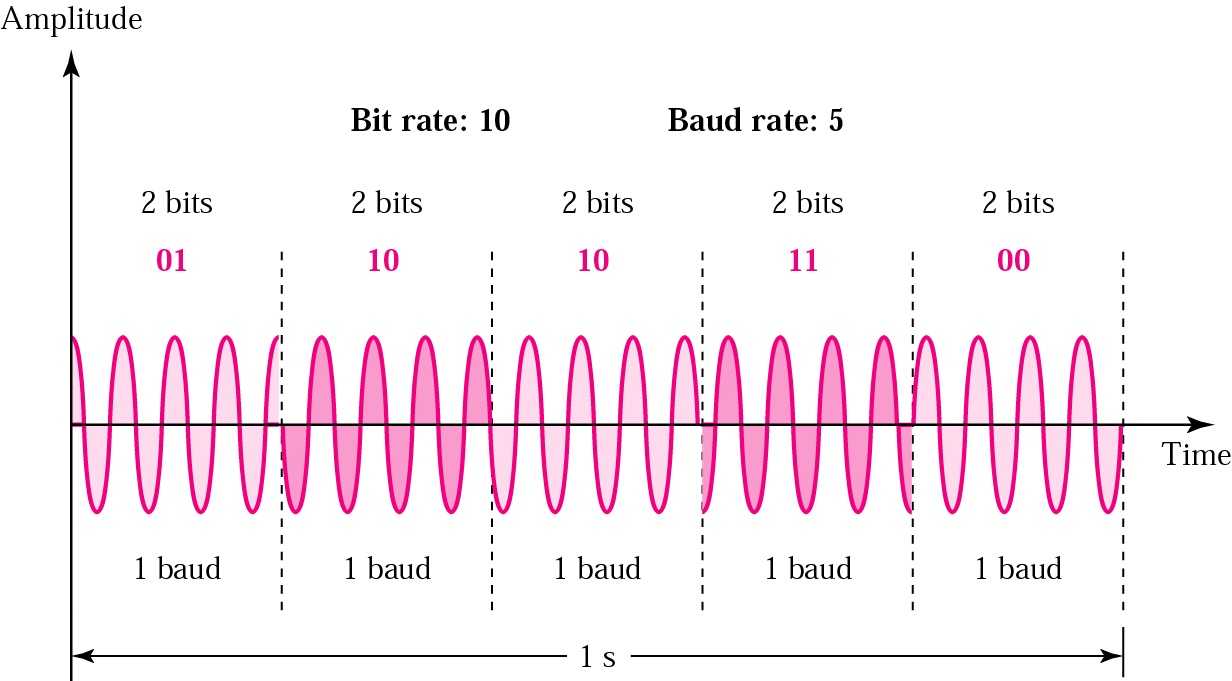 Amplitude
Bit rate: 10 Baud rate: 5
2 bits 2 bits 2 bits 2 bits 2 bits
01 10 10 11 00
Time
1 baud 1 baud 1 baud 1 baud 1 baud
1 s